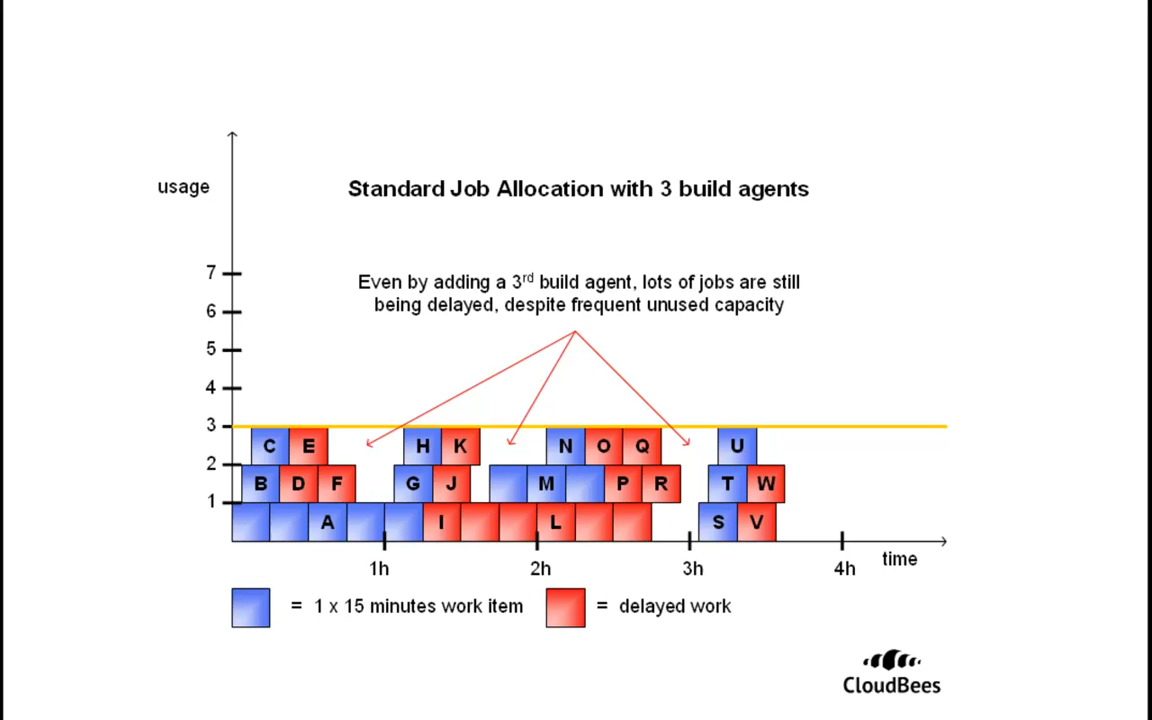 usage
Standard Job Allocation with 3 build agents
7
Even by adding a 3rd build agent, lots of jobs are still
being delayed, despite frequent unused capacity
6
5
4
3
C E H K N O Q U
2
B D F G J M P R T W
1
A I L S V
1h 2h 3h 4h time
= 1 x 15 minutes work item = delayed work
CloudBees